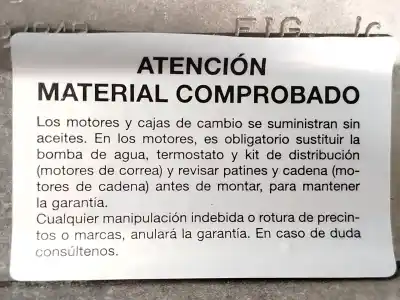 ATENCIÓN
MATERIAL COMPROBADO
Los motores y cajas de cambio se suministran sin
aceites. En los motores, es obligatorio sustituir la
bomba de agua, termostato y kit de distribución
(motores de correa) y revisar patines y cadena (mo-
tores de cadena) antes de montar, para mantener
la garantía.
Cualquier manipulación indebida o rotura de precin-
tos o marcas, anulará la garantía. En caso de duda
consúltenos.